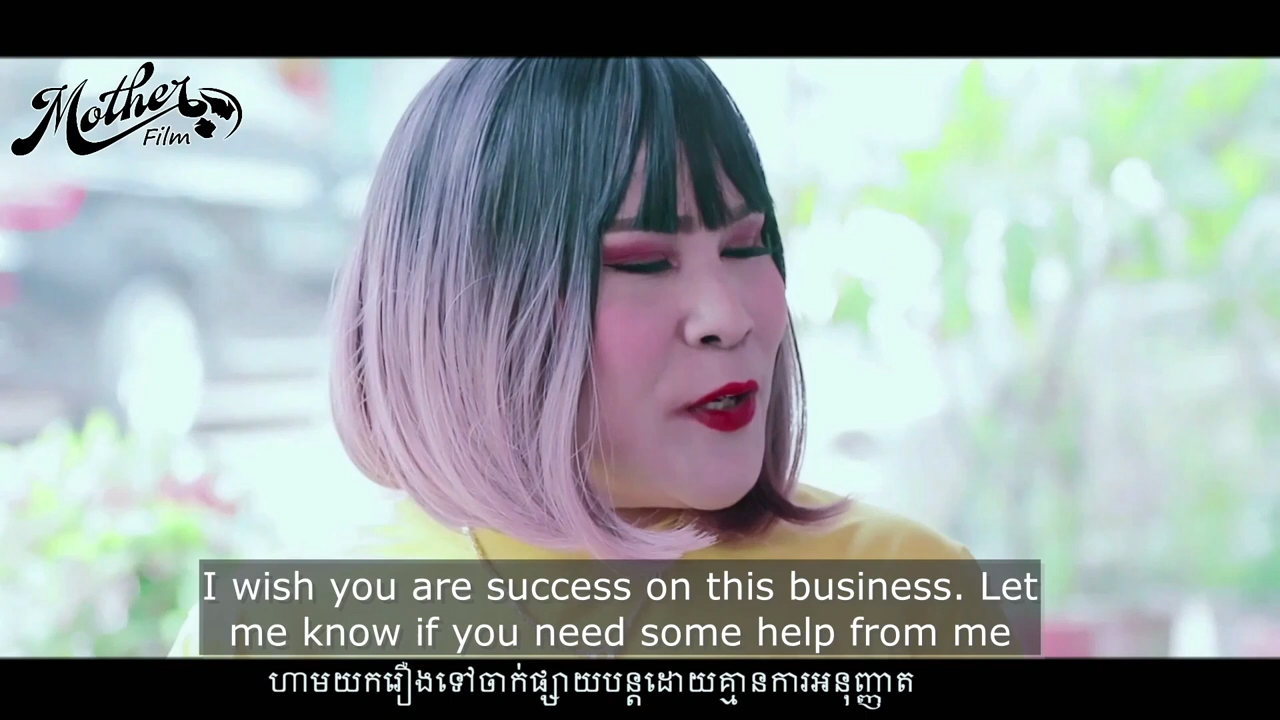 Mother
Film
I wish you are success on this business. Let
me know if you need some help from me
ហាមយករឿងទៅចាក់ផ្សាយបន្តដោយគ្មានការអនុញ្ញាត